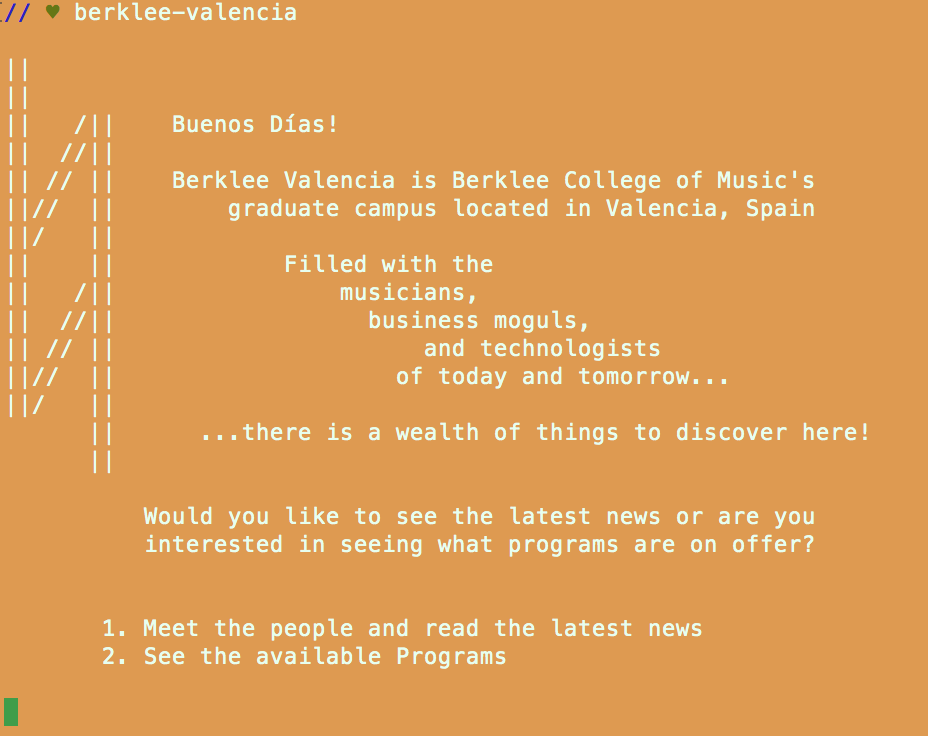 // ♥ berklee-valencia
||
||
||   /||    Buenos Días!
||  //||
|| // ||    Berklee Valencia is Berklee College of Music's
||//  ||        graduate campus located in Valencia, Spain
||/   ||
||    ||            Filled with the
||   /||                musicians,
||  //||                  business moguls,
|| // ||                      and technologists
||//  ||                    of today and tomorrow...
||/   ||
      ||      ...there is a wealth of things to discover here!
      ||
Would you like to see the latest news or are you
interested in seeing what programs are on offer?
1. Meet the people and read the latest news
2. See the available Programs